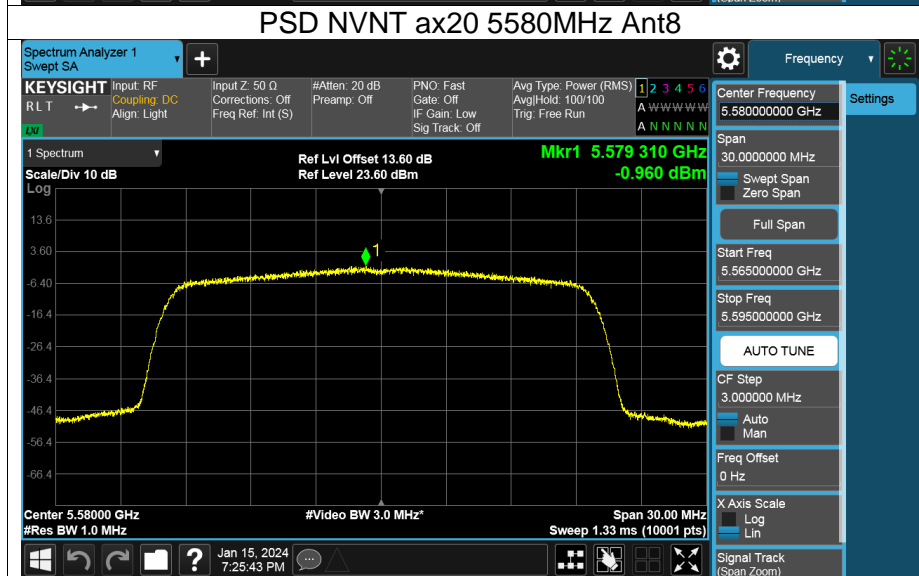 (Span Zoom)
PSD NVNT ax20 5580MHz Ant8
Spectrum Analyzer 1
Swept SA
+
Frequency
KEYSIGHT
RLT
LXI
Input: RF
Coupling: DC
Align: Light
Input Z: 50 Ω
Corrections: Off
Freq Ref: Int (S)
#Atten: 20 dB
Preamp: Off
PNO: Fast
Gate: Off
IF Gain: Low
Sig Track: Off
Avg Type: Power (RMS)
Avg|Hold: 100/100
Trig: Free Run
1 2 3 4 5 6
A W W W W W
A N N N N N
1 Spectrum
Scale/Div 10 dB
Ref Lvl Offset 13.60 dB
Ref Level 23.60 dBm
Mkr1 5.579 310 GHz
-0.960 dBm
Log
13.6
3.60
-6.40
-16.4
-26.4
-36.4
-46.4
-56.4
-66.4
1
Center 5.58000 GHz
#Res BW 1.0 MHz
#Video BW 3.0 MHz*
Span 30.00 MHz
Sweep 1.33 ms (10001 pts)
Center Frequency
5.580000000 GHz
Settings
Span
30.0000000 MHz
Swept Span
Zero Span
Full Span
Start Freq
5.565000000 GHz
Stop Freq
5.595000000 GHz
AUTO TUNE
CF Step
3.000000 MHz
Auto
Man
Freq Offset
0 Hz
X Axis Scale
Log
Lin
Signal Track
(Span Zoom)
?
Jan 15, 2024
7:25:43 PM